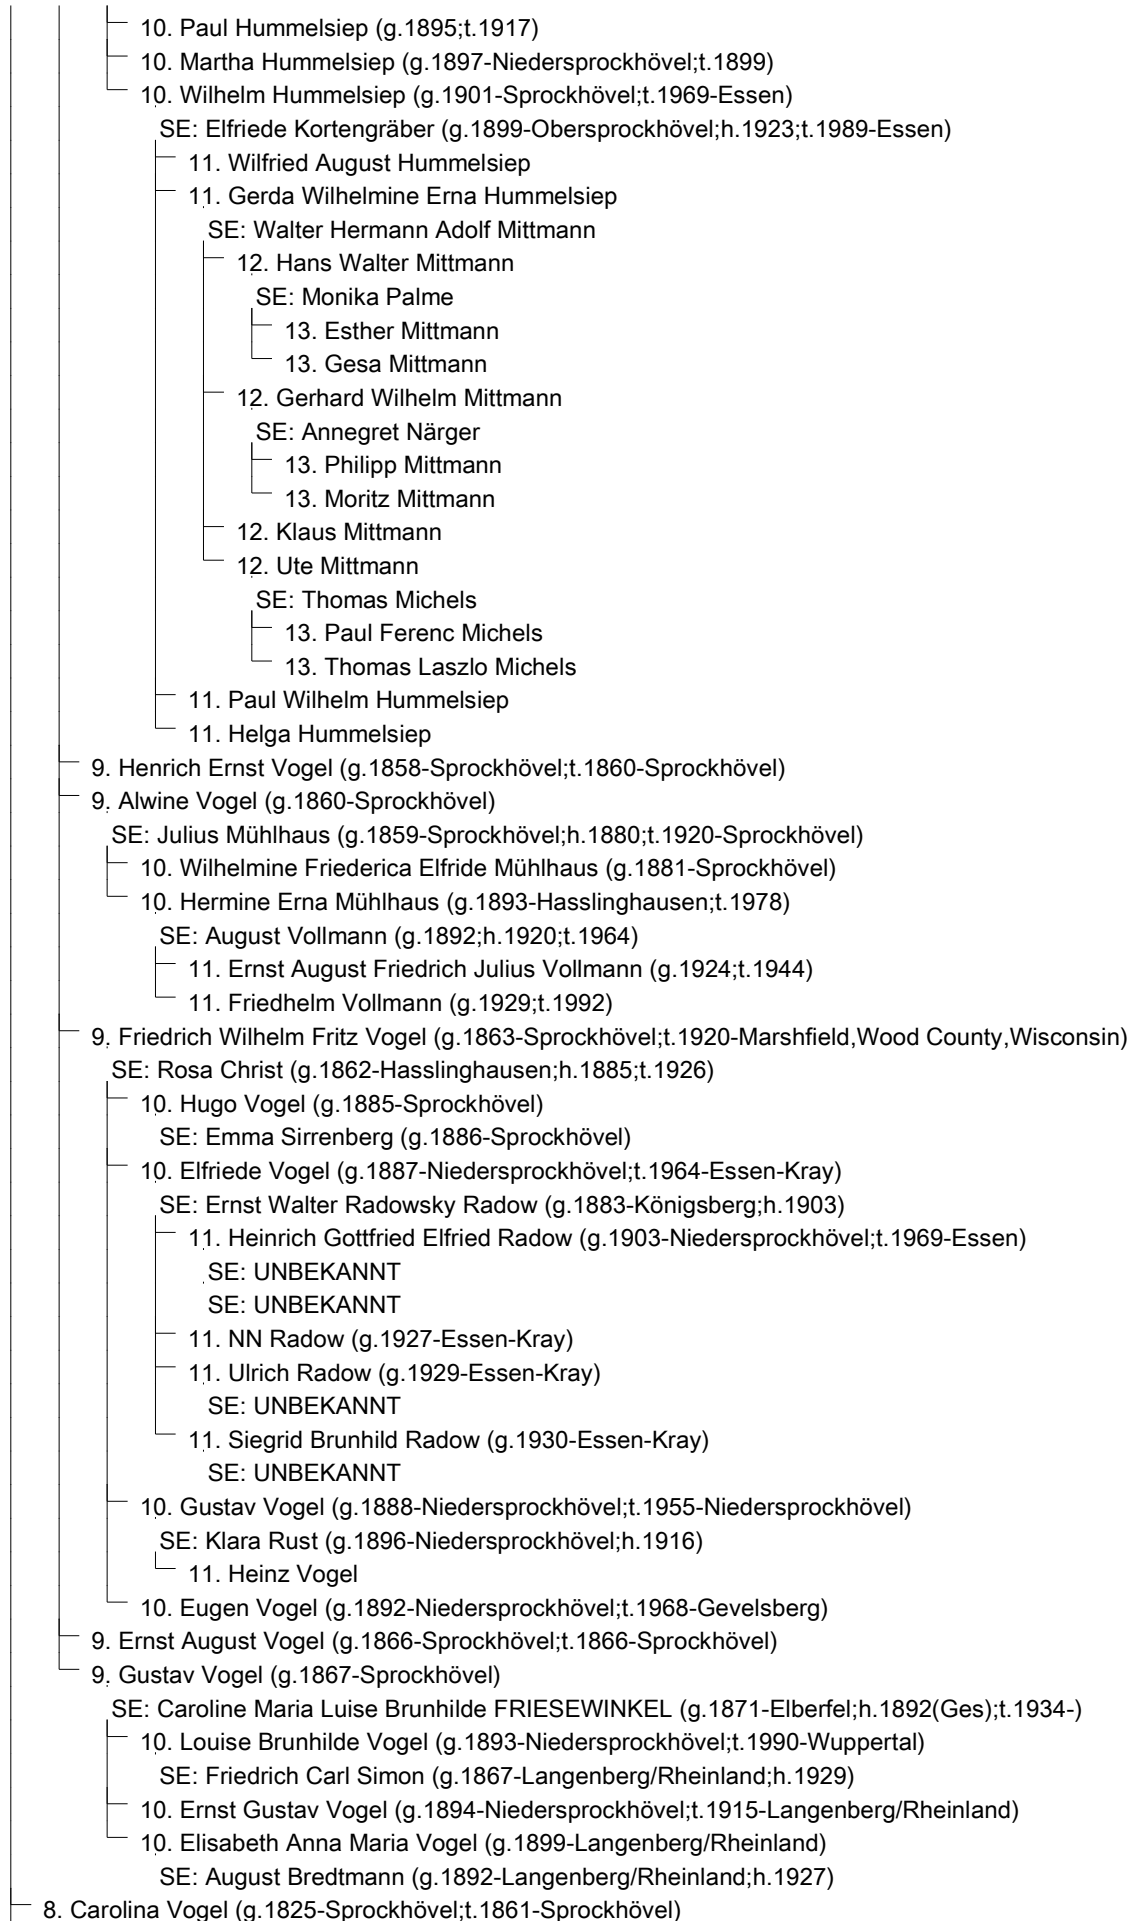 10. Paul Hummelsiep (g.1895;t.1917)
10. Martha Hummelsiep (g.1897-Niedersprockhövel;t.1899)
10. Wilhelm Hummelsiep (g.1901-Sprockhövel;t.1969-Essen)
SE: Elfriede Kortengräber (g.1899-Obersprockhövel;h.1923;t.1989-Essen)
11. Wilfried August Hummelsiep
11. Gerda Wilhelmine Erna Hummelsiep
SE: Walter Hermann Adolf Mittmann
12. Hans Walter Mittmann
SE: Monika Palme
13. Esther Mittmann
13. Gesa Mittmann
12. Gerhard Wilhelm Mittmann
SE: Annegret Närger
13. Philipp Mittmann
13. Moritz Mittmann
12. Klaus Mittmann
12. Ute Mittmann
SE: Thomas Michels
13. Paul Ferenc Michels
13. Thomas Laszlo Michels
11. Paul Wilhelm Hummelsiep
11. Helga Hummelsiep
9. Henrich Ernst Vogel (g.1858-Sprockhövel;t.1860-Sprockhövel)
9. Alwine Vogel (g.1860-Sprockhövel)
SE: Julius Mühlhaus (g.1859-Sprockhövel;h.1880;t.1920-Sprockhövel)
10. Wilhelmine Friederica Elfride Mühlhaus (g.1881-Sprockhövel)
10. Hermine Erna Mühlhaus (g.1893-Hasslinghausen;t.1978)
SE: August Vollmann (g.1892;h.1920;t.1964)
11. Ernst August Friedrich Julius Vollmann (g.1924;t.1944)
11. Friedhelm Vollmann (g.1929;t.1992)
9. Friedrich Wilhelm Fritz Vogel (g.1863-Sprockhövel;t.1920-Marshfield,Wood County,Wisconsin)
SE: Rosa Christ (g.1862-Hasslinghausen;h.1885;t.1926)
10. Hugo Vogel (g.1885-Sprockhövel)
SE: Emma Sirrenberg (g.1886-Sprockhövel)
10. Elfriede Vogel (g.1887-Niedersprockhövel;t.1964-Essen-Kray)
SE: Ernst Walter Radowsky Radow (g.1883-Königsberg;h.1903)
11. Heinrich Gottfried Elfried Radow (g.1903-Niedersprockhövel;t.1969-Essen)
SE: UNBEKANNT
SE: UNBEKANNT
11. NN Radow (g.1927-Essen-Kray)
11. Ulrich Radow (g.1929-Essen-Kray)
SE: UNBEKANNT
11. Siegrid Brunhild Radow (g.1930-Essen-Kray)
SE: UNBEKANNT
10. Gustav Vogel (g.1888-Niedersprockhövel;t.1955-Niedersprockhövel)
SE: Klara Rust (g.1896-Niedersprockhövel;h.1916)
11. Heinz Vogel
10. Eugen Vogel (g.1892-Niedersprockhövel;t.1968-Gevelsberg)
9. Ernst August Vogel (g.1866-Sprockhövel;t.1866-Sprockhövel)
9. Gustav Vogel (g.1867-Sprockhövel)
SE: Caroline Maria Luise Brunhilde FRIESEWINKEL (g.1871-Elberfel;h.1892(Ges);t.1934-)
10. Louise Brunhilde Vogel (g.1893-Niedersprockhövel;t.1990-Wuppertal)
SE: Friedrich Carl Simon (g.1867-Langenberg/Rheinland;h.1929)
10. Ernst Gustav Vogel (g.1894-Niedersprockhövel;t.1915-Langenberg/Rheinland)
10. Elisabeth Anna Maria Vogel (g.1899-Langenberg/Rheinland)
SE: August Bredtmann (g.1892-Langenberg/Rheinland;h.1927)
8. Carolina Vogel (g.1825-Sprockhövel;t.1861-Sprockhövel)